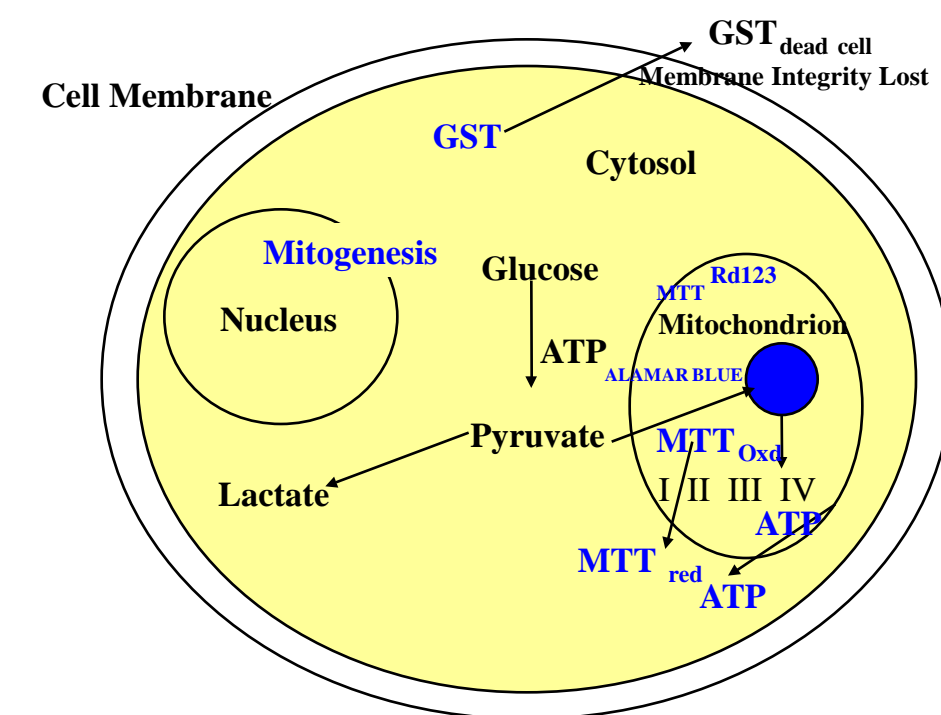 GST dead cell
Membrane Integrity Lost
Cell Membrane
GST
Cytosol
Mitogenesis
Nucleus
Glucose
ATP
Pyruvate
Lactate
Rd123
MTT
Mitochondrion
ALAMAR BLUE
MTT Oxd
I II III IV
ATP
MTT red
ATP